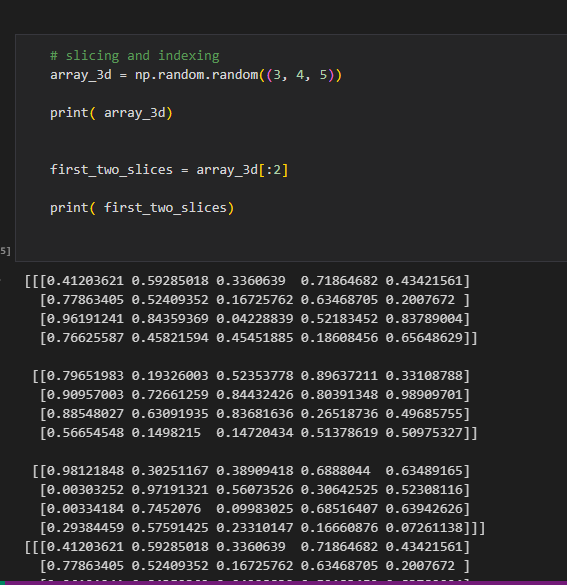 # slicing and indexing
array_3d = np.random.random((3, 4, 5))
print( array_3d)
first_two_slices = array_3d[:2]
print( first_two_slices)
5]
[[[0.41203621 0.59285018 0.3360639  0.71864682 0.43421561]
[0.77863405 0.52409352 0.16725762 0.63468705 0.2007672 ]
[0.96191241 0.84359369 0.04228839 0.52183452 0.83789004]
[0.76625587 0.45821594 0.45451885 0.18608456 0.65648629]]
[[0.79651983 0.19326003 0.52353778 0.89637211 0.33108788]
[0.90957003 0.72661259 0.84432426 0.80391348 0.98909701]
[0.88548027 0.63091935 0.83681636 0.26518736 0.49685755]
[0.56654548 0.1498215  0.14720434 0.51378619 0.50975327]]
[[0.98121848 0.30251167 0.38909418 0.6888044  0.63489165]
[0.00303252 0.97191321 0.56073526 0.30642525 0.52308116]
[0.00334184 0.7452076  0.09983025 0.68516407 0.63942626]
[0.29384459 0.57591425 0.23310147 0.16660876 0.07261138]]]
[[[0.41203621 0.59285018 0.3360639  0.71864682 0.43421561]
[0.77863405 0.52409352 0.16725762 0.63468705 0.2007672 ]